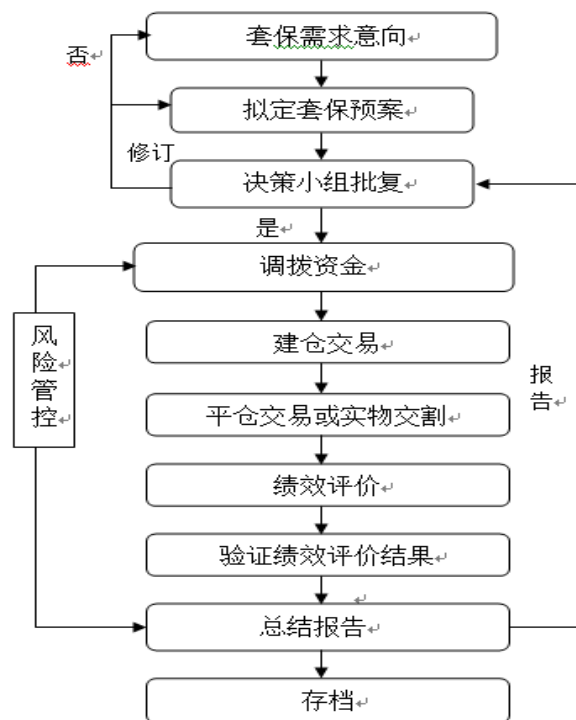 套保需求意向
否
拟定套保预案
修订
决策小组批复
是
调拨资金
风
险
管
控
建仓交易
报
告
平仓交易或实物交割
绩效评价
验证绩效评价结果
总结报告
存档